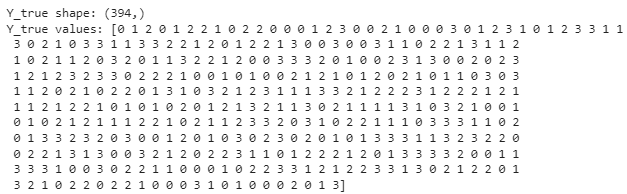 Y_true shape: (394,)
Y_true values: [0 1 2 0 1 2 2 1 0 2 2 0 0 0 1 2 3 0 0 2 1 0 1 2 3 1 0 1 2 3 3 1 1
3 0 2 1 0 3 3 1 1 3 3 2 2 1 2 0 1 2 2 1 3 0 0 3 0 0 3 1 1 0 2 2 1 3 1 1 2
1 0 2 1 1 2 0 3 2 0 1 1 2 1 2 0 0 3 3 3 2 0 1 0 0 2 3 1 3 0 0 2 0 2 3
1 2 1 2 3 2 3 3 0 2 2 2 1 0 0 1 0 1 0 0 2 1 2 1 0 1 2 0 2 1 0 1 1 0 3 0 3
1 1 2 0 2 1 0 2 2 0 1 3 1 0 3 2 1 2 3 1 1 1 3 3 2 1 2 2 2 3 1 2 2 2 1 2 1
1 1 2 1 2 2 1 0 1 0 1 0 2 0 1 2 1 3 2 1 1 3 0 2 1 1 1 1 3 1 0 3 2 1 0 0 1
0 1 0 2 1 2 1 1 1 2 2 1 0 2 1 1 2 3 3 2 0 3 1 0 2 2 1 1 1 0 3 3 3 1 1 0 2
0 1 3 3 2 3 2 0 3 0 0 1 2 0 1 0 3 0 2 3 0 2 0 1 0 1 3 3 3 1 1 3 2 3 2 2 0
0 2 2 1 3 1 3 0 0 3 2 1 2 0 2 2 3 1 1 0 1 2 2 2 1 2 0 1 3 3 3 3 2 0 0 1 1
3 3 3 1 0 0 3 0 2 2 1 1 0 0 0 1 0 2 2 3 3 1 2 1 2 2 3 3 1 3 0 2 1 2 2 0 1
3 2 1 0 2 2 0 2 2 1 0 0 0 3 1 0 1 0 0 0 2 0 1 3]